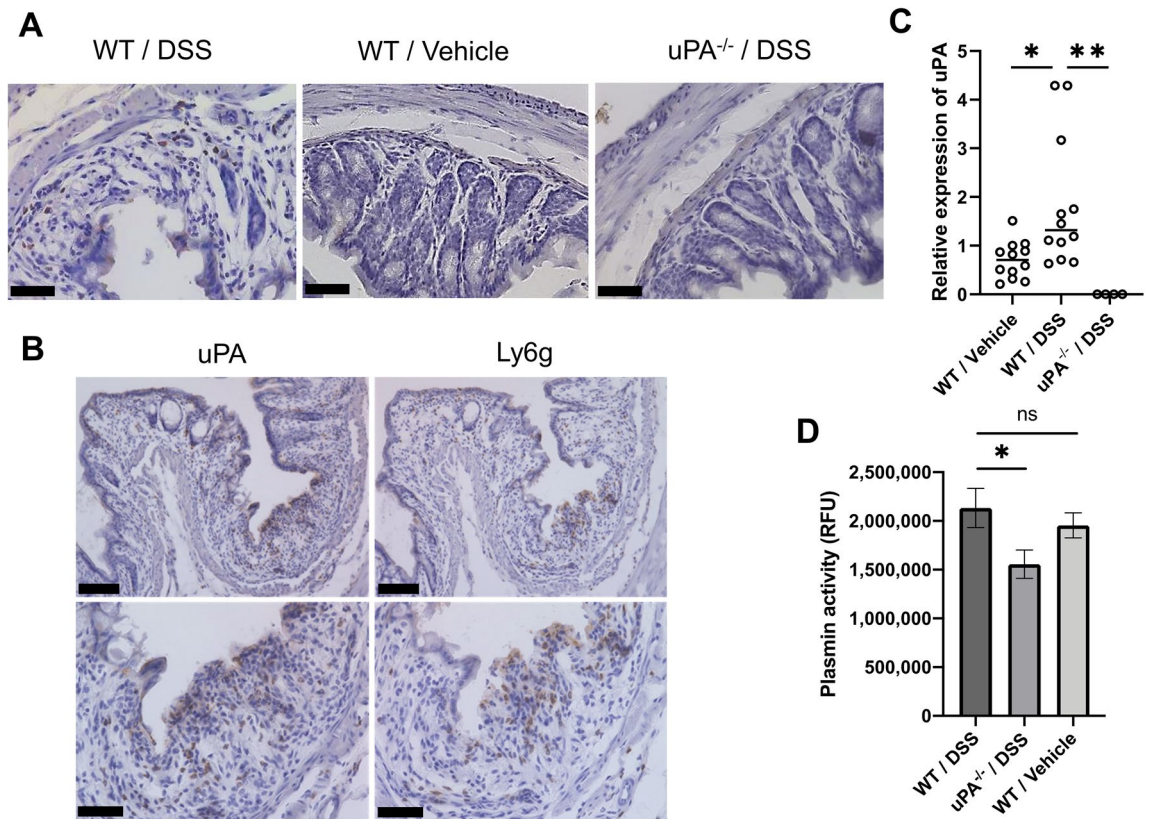 A
WT / DSS
WT / Vehicle
uPA-/- / DSS
B
uPA
Ly6g
C
Relative expression of uPA
5
4
3
2
1
0
*
**
WT / Vehicle
WT / DSS
uPA-/- / DSS
D
ns
*
Plasmin activity (RFU)
2,500,000
2,000,000
1,500,000
1,000,000
500,000
0
WT / DSS
uPA-/- / DSS
WT / Vehicle